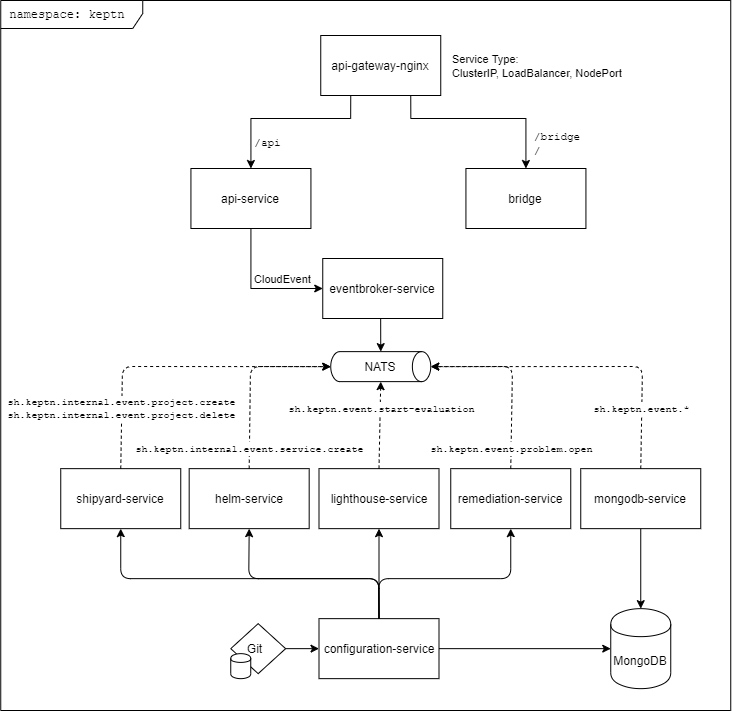 namespace: keptn
api-gateway-nginx
Service Type:
ClusterIP, LoadBalancer, NodePort
/api
/bridge
/
api-service
bridge
CloudEvent
eventbroker-service
NATS
sh.keptn.internal.event.project.create
sh.keptn.internal.event.project.delete
sh.keptn.event.start-evaluation
sh.keptn.event.*
sh.keptn.internal.event.service.create
sh.keptn.event.problem.open
shipyard-service
helm-service
lighthouse-service
remediation-service
mongodb-service
Git
configuration-service
MongoDB